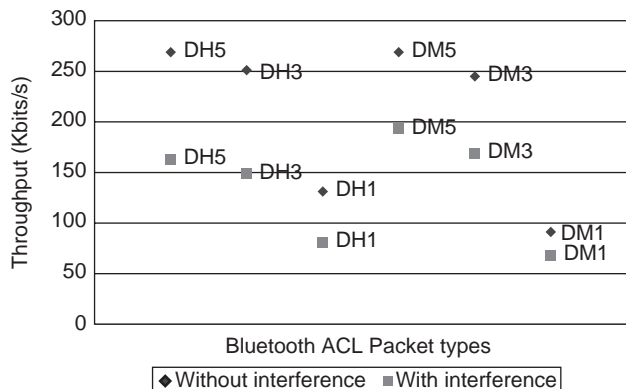 Throughput (Kbits/s)
300
250
200
150
100
50
0
DH5
DH3
DH1
DM5
DM3
DM1
DH5
DH3
DH1
DM5
DM3
DM1
Bluetooth ACL Packet types
Without interference
With interference